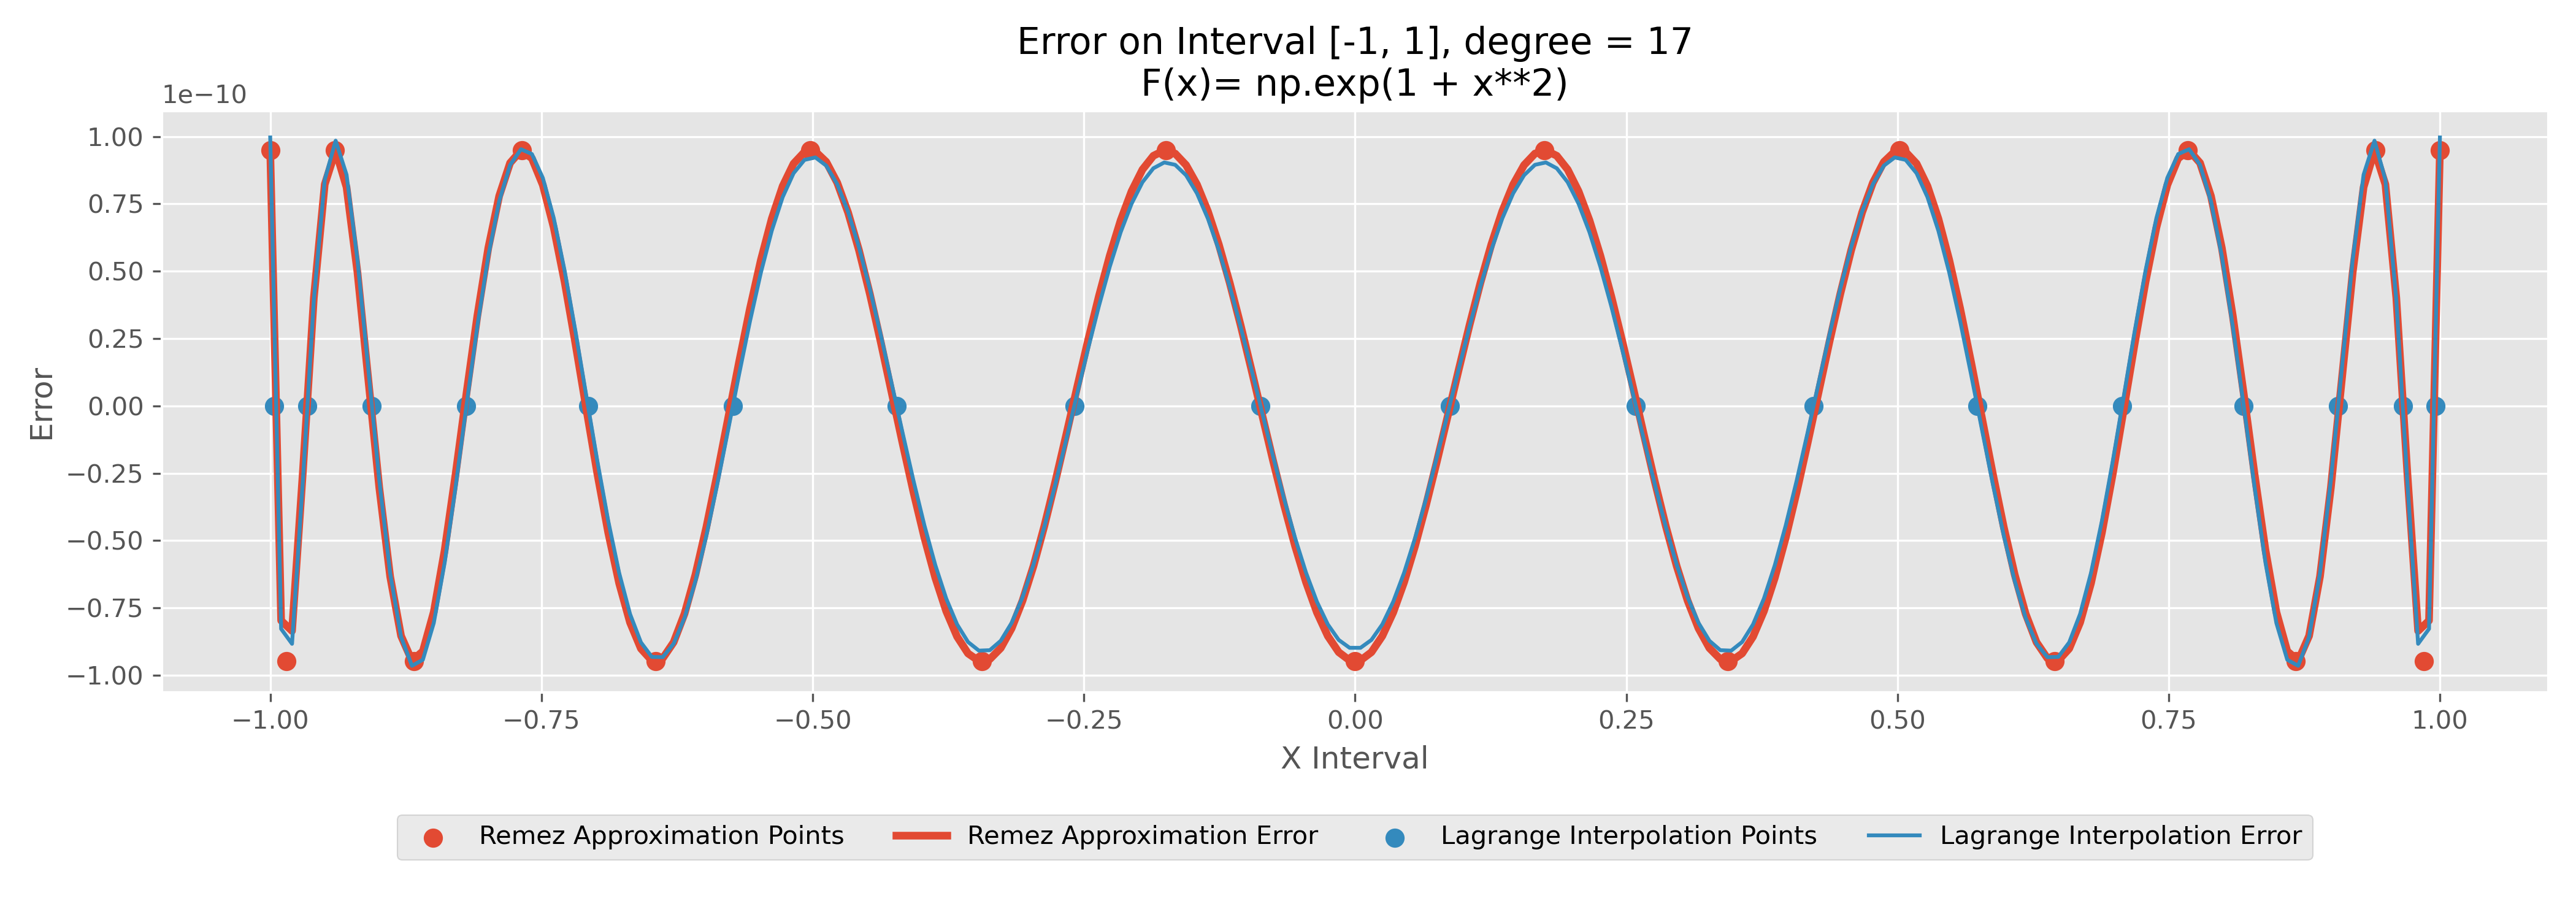 Error on Interval [-1, 1], degree = 17
F(x)= np.exp(1 + x**2)
1e−10
1.00
0.75
0.50
0.25
0.00
−0.25
−0.50
−0.75
−1.00
Error
−1.00 −0.75 −0.50 −0.25 0.00 0.25 0.50 0.75 1.00
X Interval
Remez Approximation Points Remez Approximation Error Lagrange Interpolation Points Lagrange Interpolation Error